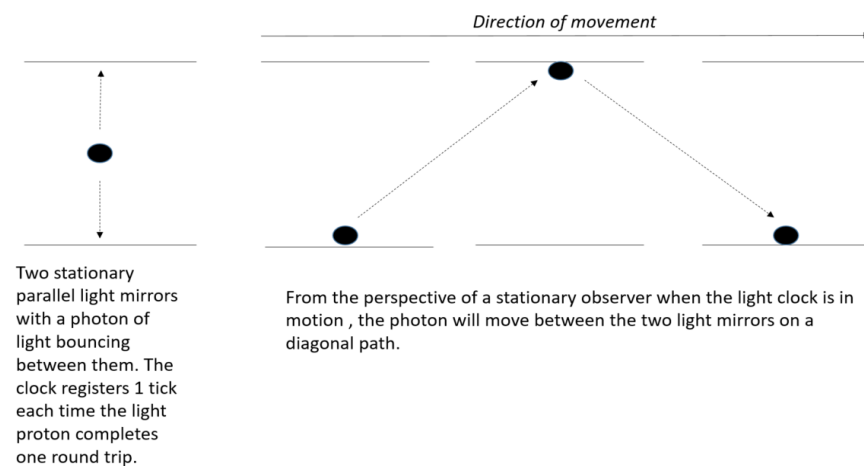 Direction of movement
Two stationary
parallel light mirrors
with a photon of
light bouncing
between them. The
clock registers 1 tick
each time the light
proton completes
one round trip.
From the perspective of a stationary observer when the light clock is in
motion , the photon will move between the two light mirrors on a
diagonal path.